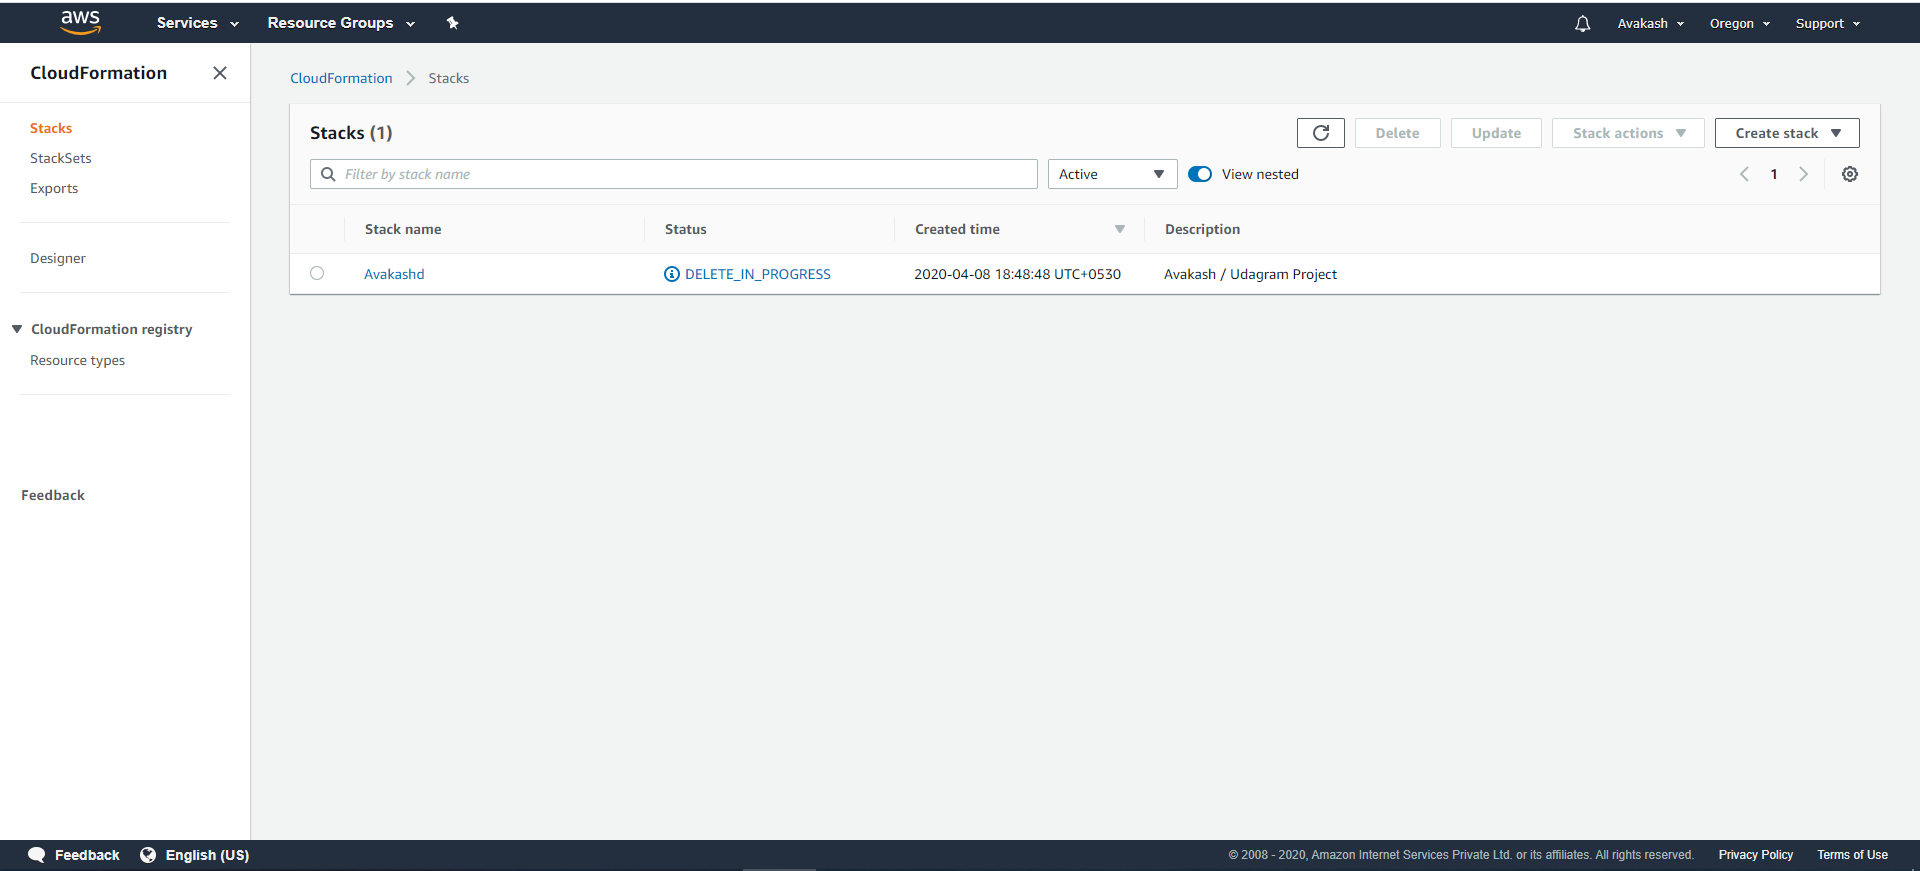 aws Services Resource Groups Avakash Oregon Support
CloudFormation
Stacks
StackSets
Exports
Designer
CloudFormation registry
Resource types
Feedback
CloudFormation Stacks
Stacks (1) Delete Update Stack actions Create stack
Filter by stack name Active View nested 1
Stack name Status Created time Description
Avakashd DELETE_IN_PROGRESS 2020-04-08 18:48:48 UTC+0530 Avakash / Udagram Project
Feedback English (US) © 2008 - 2020, Amazon Internet Services Private Ltd. or its affiliates. All rights reserved. Privacy Policy Terms of Use